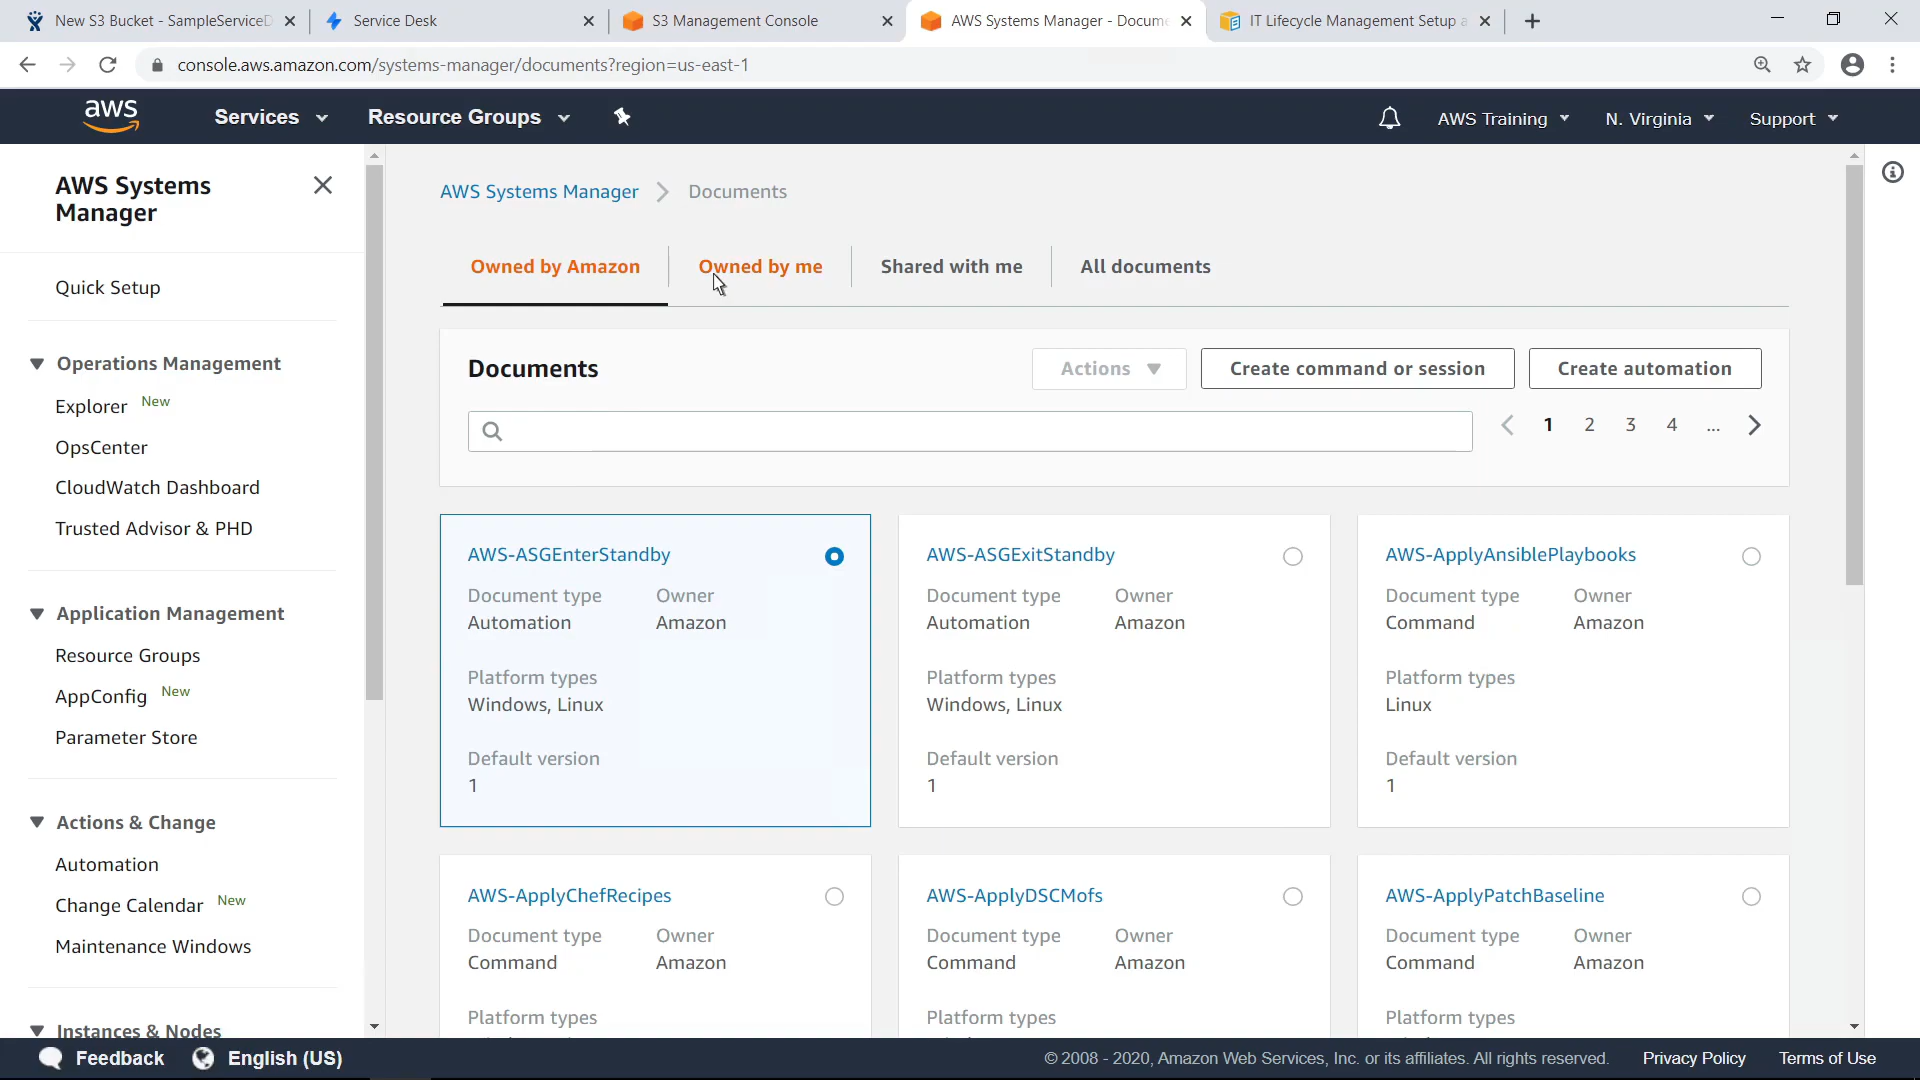 New S3 Bucket - SampleServiceD
Service Desk
S3 Management Console
AWS Systems Manager - Docume
IT Lifecycle Management Setup a
console.aws.amazon.com/systems-manager/documents?region=us-east-1
aws
Services
Resource Groups
AWS Training
N. Virginia
Support
AWS Systems
Manager
Quick Setup
Operations Management
Explorer New
OpsCenter
CloudWatch Dashboard
Trusted Advisor & PHD
Application Management
Resource Groups
AppConfig New
Parameter Store
Actions & Change
Automation
Change Calendar New
Maintenance Windows
Instances & Nodes
AWS Systems Manager > Documents
Owned by Amazon
Owned by me
Shared with me
All documents
Documents
Actions
Create command or session
Create automation
1 2 3 4 ...
AWS-ASGEnterStandby
Document type Owner
Automation Amazon
Platform types
Windows, Linux
Default version
1
AWS-ASGExitStandby
Document type Owner
Automation Amazon
Platform types
Windows, Linux
Default version
1
AWS-ApplyAnsiblePlaybooks
Document type Owner
Command Amazon
Platform types
Linux
Default version
1
AWS-ApplyChefRecipes
Document type Owner
Command Amazon
Platform types
AWS-ApplyDSCMofs
Document type Owner
Command Amazon
Platform types
AWS-ApplyPatchBaseline
Document type Owner
Command Amazon
Platform types
Feedback
English (US)
© 2008 - 2020, Amazon Web Services, Inc. or its affiliates. All rights reserved.
Privacy Policy
Terms of Use